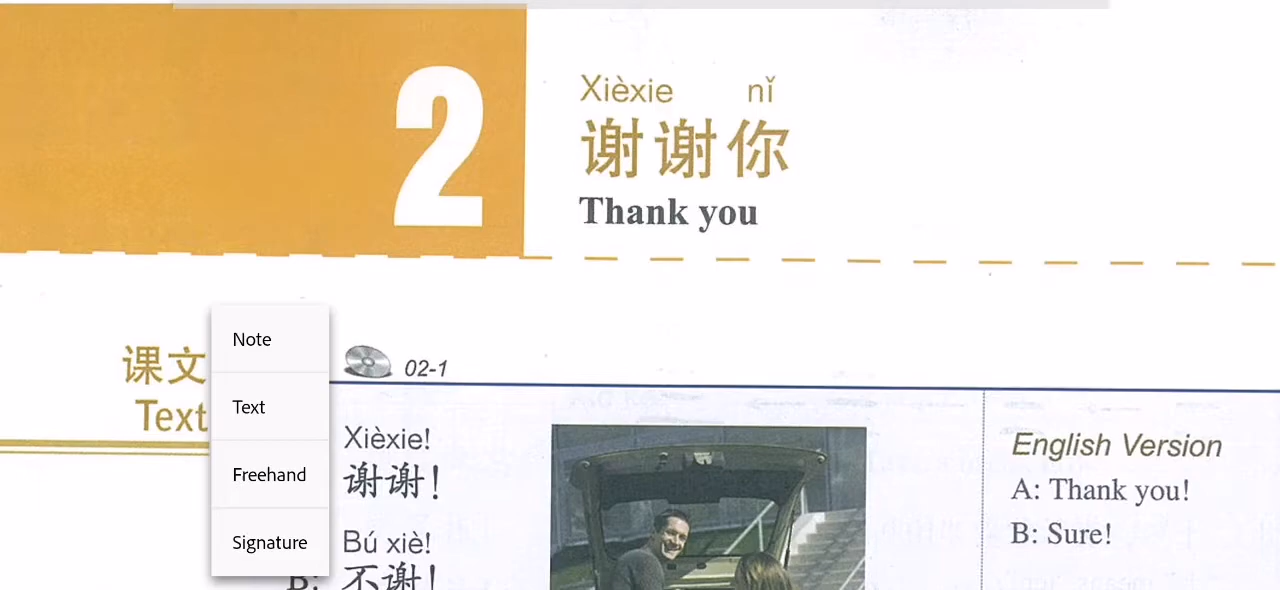 2
Xièxie nǐ
谢谢你
Thank you
课文
Text
Note
Text
Freehand
Signature
02-1
Xièxie!
谢谢!
Bú xiè!
B: 不谢!
English Version
A: Thank you!
B: Sure!